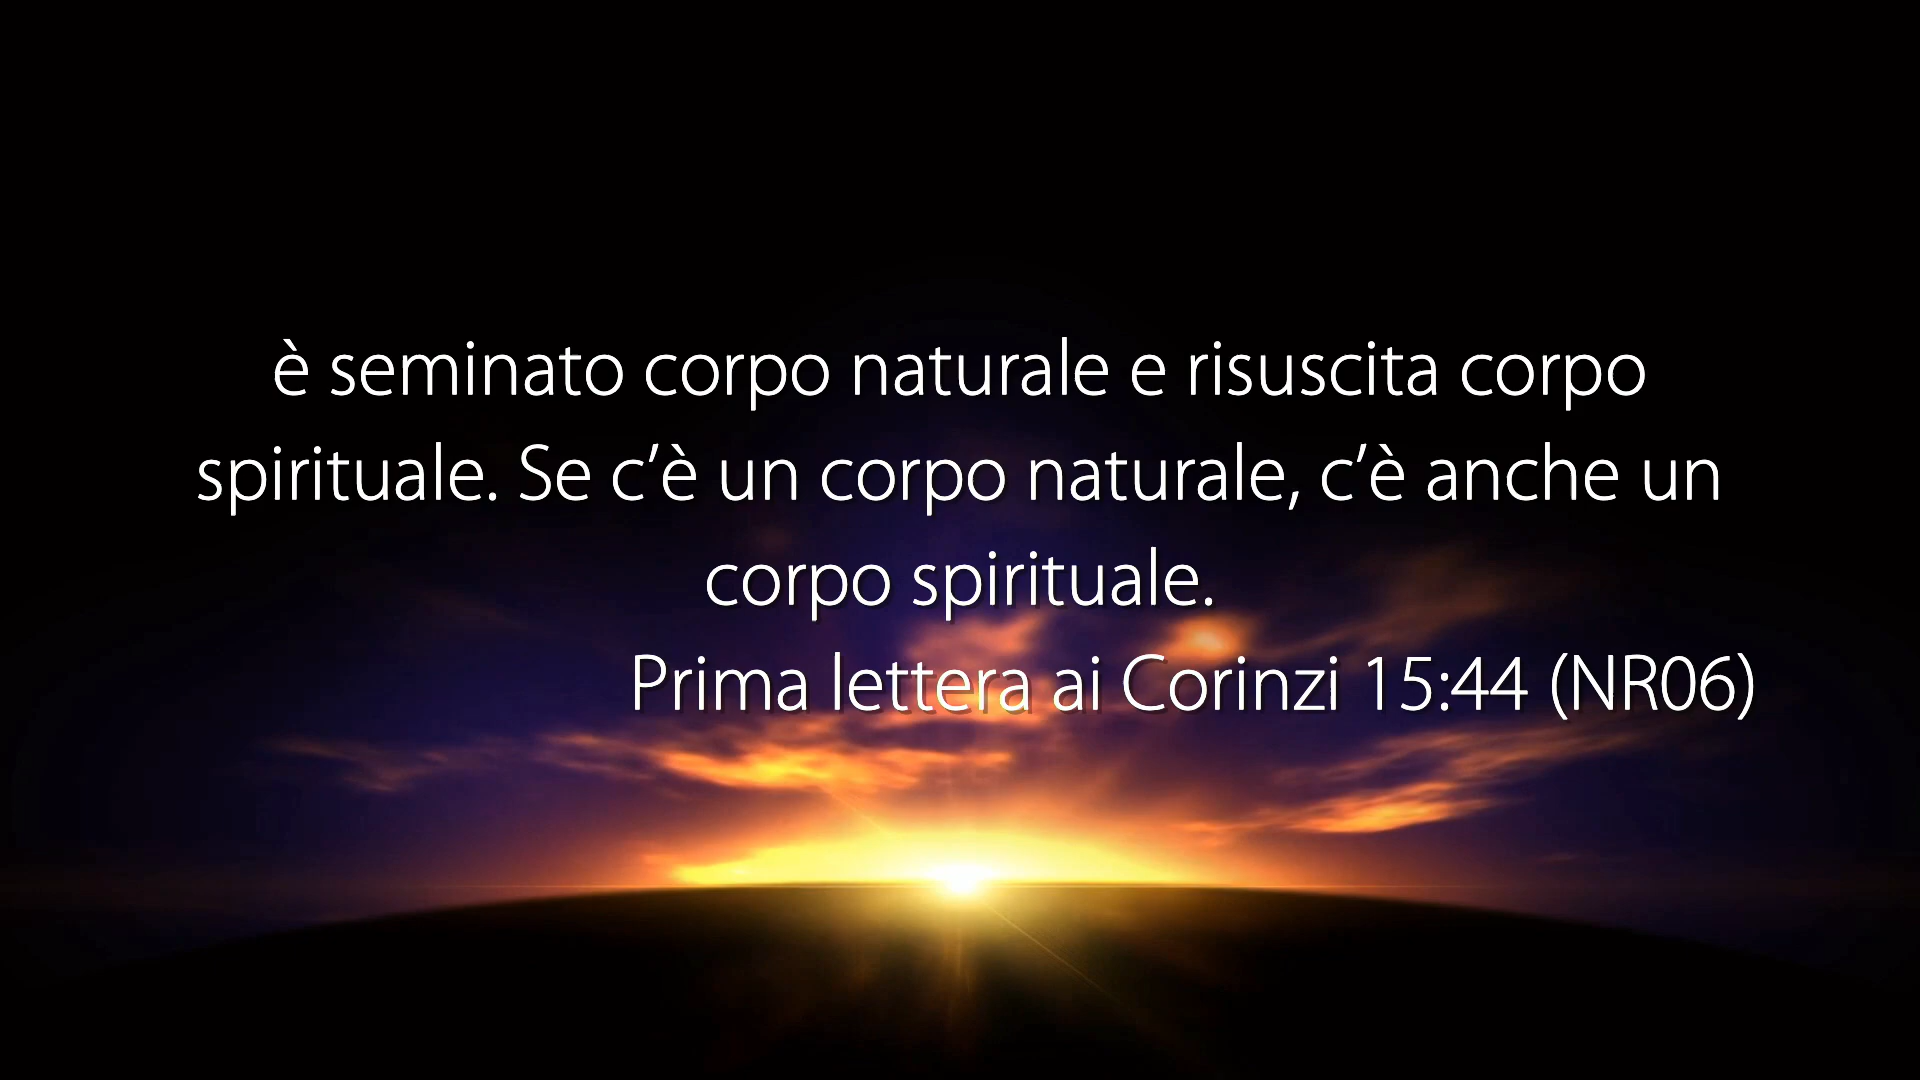 è seminato corpo naturale e risuscita corpo
spirituale. Se c’è un corpo naturale, c’è anche un
corpo spirituale.
Prima lettera ai Corinzi 15:44 (NR06)